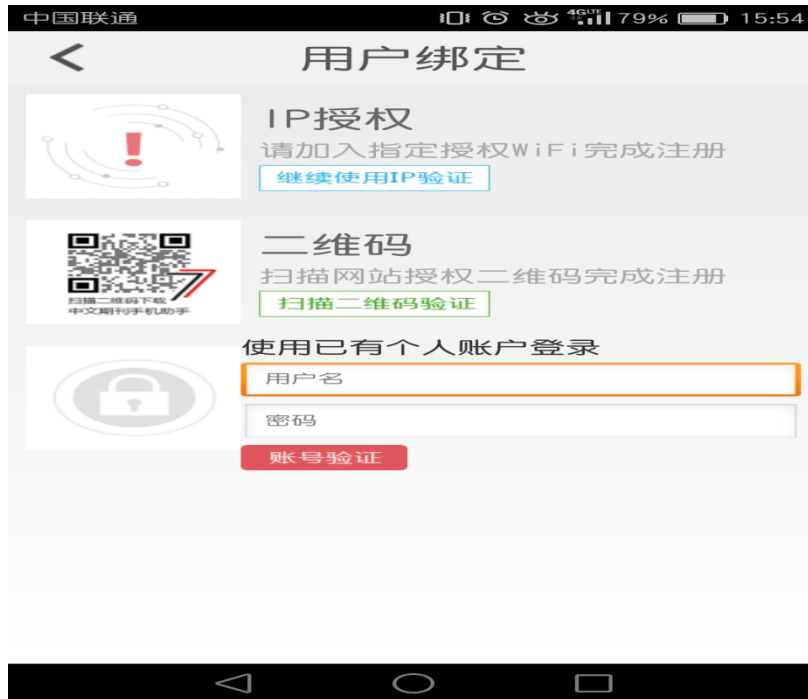 中国联通
4GLTE 79% 15:54
用户绑定
IP授权
请加入指定授权WiFi完成注册
继续使用IP验证
二维码
扫描网站授权二维码完成注册
扫描二维码验证
扫描二维码下载
中文期刊手机助手
使用已有个人账户登录
用户名
密码
账号验证